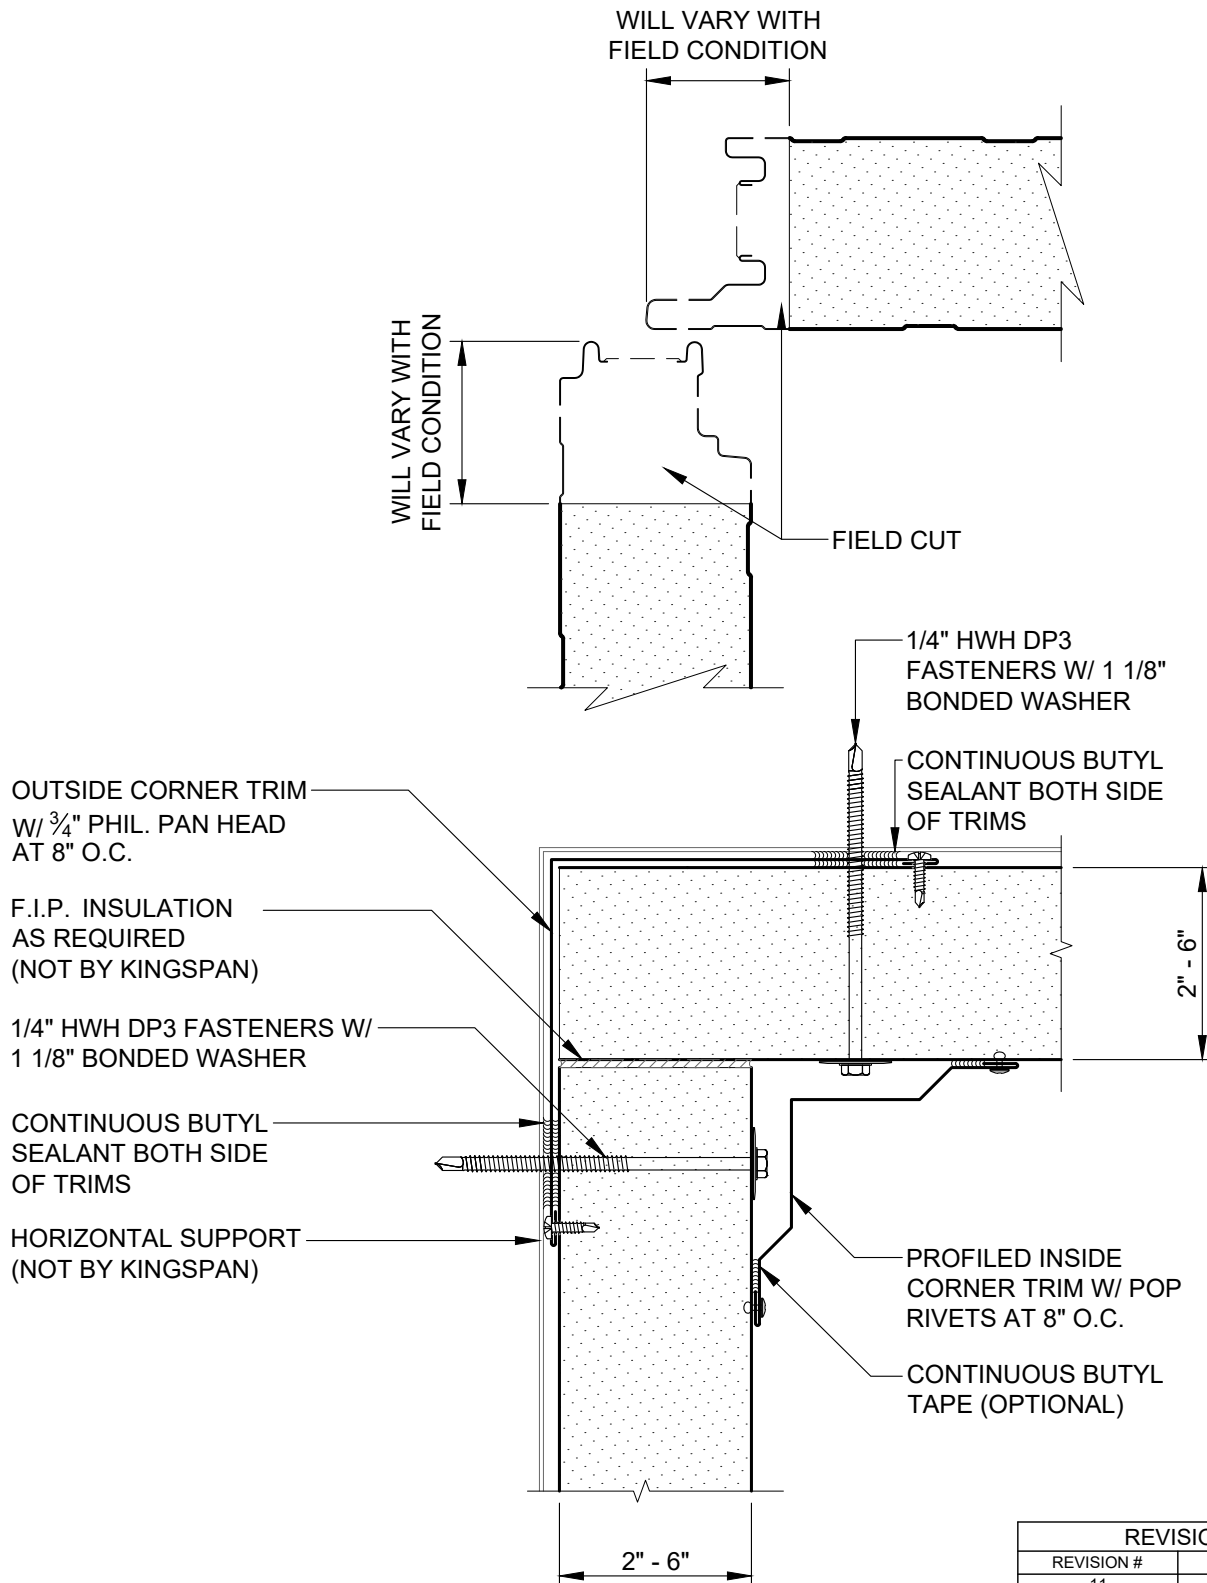 WILL VARY WITH
FIELD CONDITION
WILL VARY WITH
FIELD CONDITION
FIELD CUT
1/4" HWH DP3
FASTENERS W/ 1 1/8"
BONDED WASHER
CONTINUOUS BUTYL
SEALANT BOTH SIDE
OF TRIMS
OUTSIDE CORNER TRIM
W/ 3⁄4" PHIL. PAN HEAD
AT 8" O.C.
F.I.P. INSULATION
AS REQUIRED
(NOT BY KINGSPAN)
1/4" HWH DP3 FASTENERS W/
1 1/8" BONDED WASHER
CONTINUOUS BUTYL
SEALANT BOTH SIDE
OF TRIMS
HORIZONTAL SUPPORT
(NOT BY KINGSPAN)
2" - 6"
PROFILED INSIDE
CORNER TRIM W/ POP
RIVETS AT 8" O.C.
CONTINUOUS BUTYL
TAPE (OPTIONAL)
2" - 6"
REVISION #